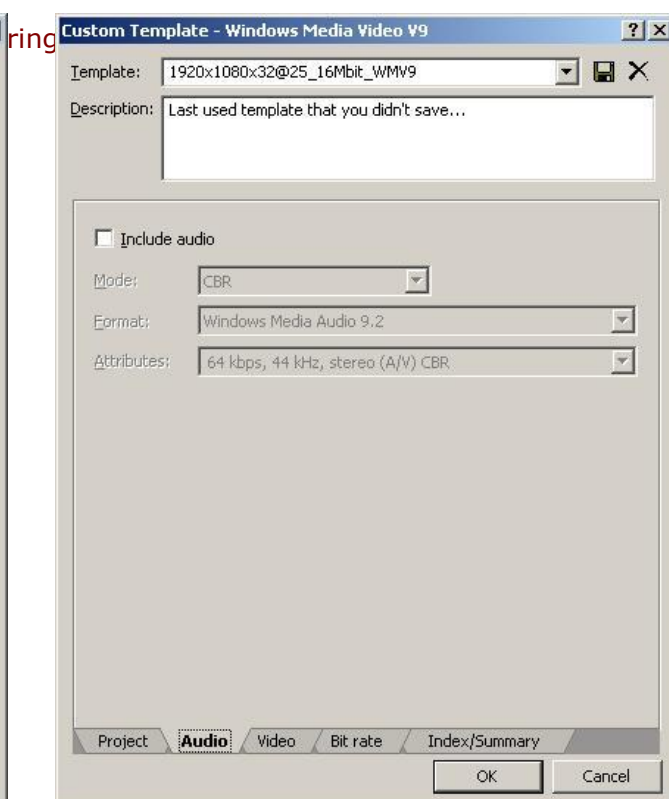 ring
Custom Template - Windows Media Video V9
Template: 1920x1080x32@25_16Mbit_WMV9
Description: Last used template that you didn't save...
Include audio
Mode: CBR
Format: Windows Media Audio 9.2
Attributes: 64 kbps, 44 kHz, stereo (A/V) CBR
Project Audio Video Bit rate Index/Summary
OK Cancel